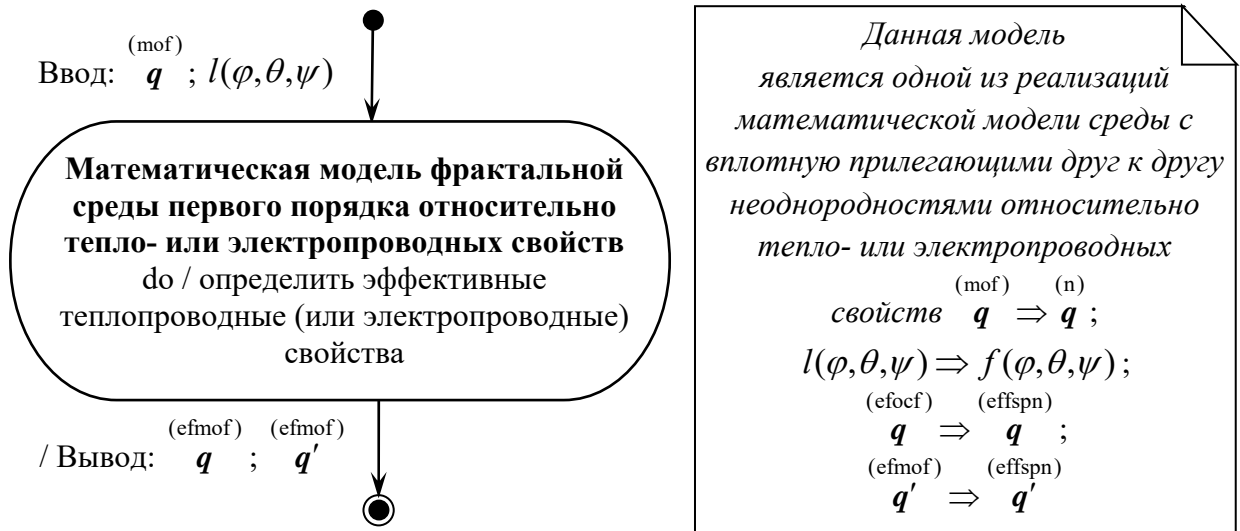 (mof)
Ввод: q ; l(φ,θ,ψ)
Математическая модель фрактальной
среды первого порядка относительно
тепло- или электропроводных свойств
do / определить эффективные
теплопроводные (или электропроводные)
свойства
(efmof) (efmof)
/ Вывод: q ; q′
Данная модель
является одной из реализаций
математической модели среды с
вплотную прилегающими друг к другу
неоднородностями относительно
тепло- или электропроводных
(mof) (n)
свойств q ⇒ q ;
l(φ,θ,ψ) ⇒ f(φ,θ,ψ) ;
(efocf) (effspn)
q ⇒ q ;
(efmof) (effspn)
q′ ⇒ q′